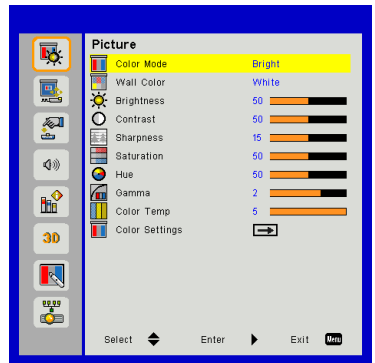 Picture
Color Mode Bright
Wall Color White
Brightness 50
Contrast 50
Sharpness 15
Saturation 50
Hue 50
Gamma 2
Color Temp 5
Color Settings
3D
Select Enter Exit Menu